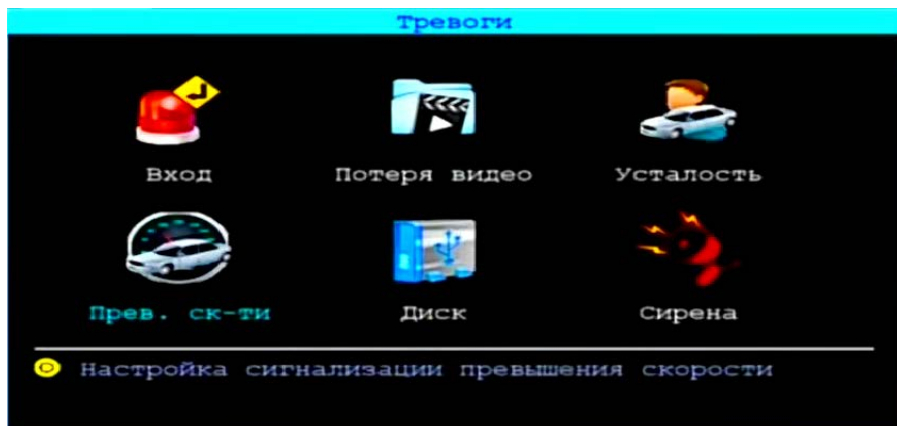 Тревоги
Вход Потеря видео Усталость
Прев. ск-ти Диск Сирена
Настройка сигнализации превышения скорости